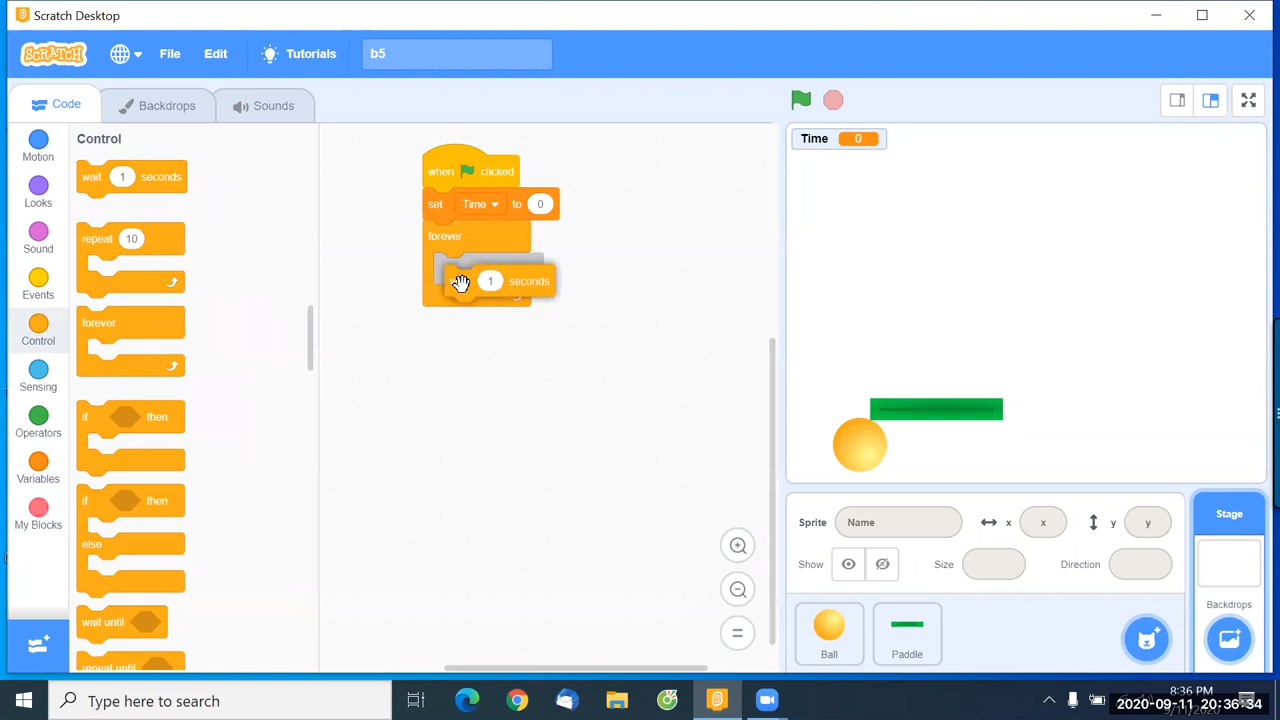 Scratch Desktop
SCRATCH
File
Edit
Tutorials
b5
Code
Backdrops
Sounds
Motion
Looks
Sound
Events
Control
Sensing
Operators
Variables
My Blocks
Control
wait 1 seconds
repeat 10
forever
if then
if then
else
wait until
repeat until
when clicked
set Time to 0
forever
1 seconds
Time 0
Sprite Name
x x
y y
Show
Size
Direction
Ball
Paddle
Stage
Backdrops
Type here to search
8:36 PM
2020-09-11 20:36:34